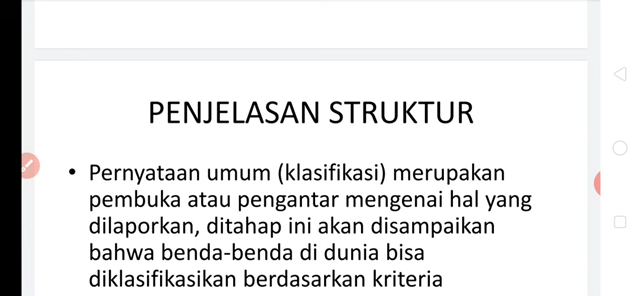 PENJELASAN STRUKTUR
• Pernyataan umum (klasifikasi) merupakan
pembuka atau pengantar mengenai hal yang
dilaporkan, ditahap ini akan disampaikan
bahwa benda-benda di dunia bisa
diklasifikasikan berdasarkan kriteria